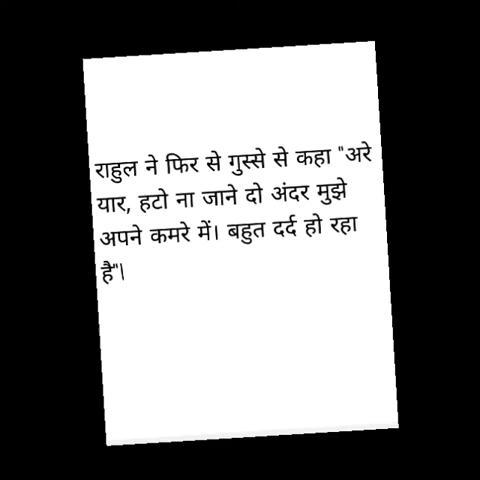 राहुल ने फिर से गुस्से से कहा "अरे
यार, हटो ना जाने दो अंदर मुझे
अपने कमरे में। बहुत दर्द हो रहा
है"।